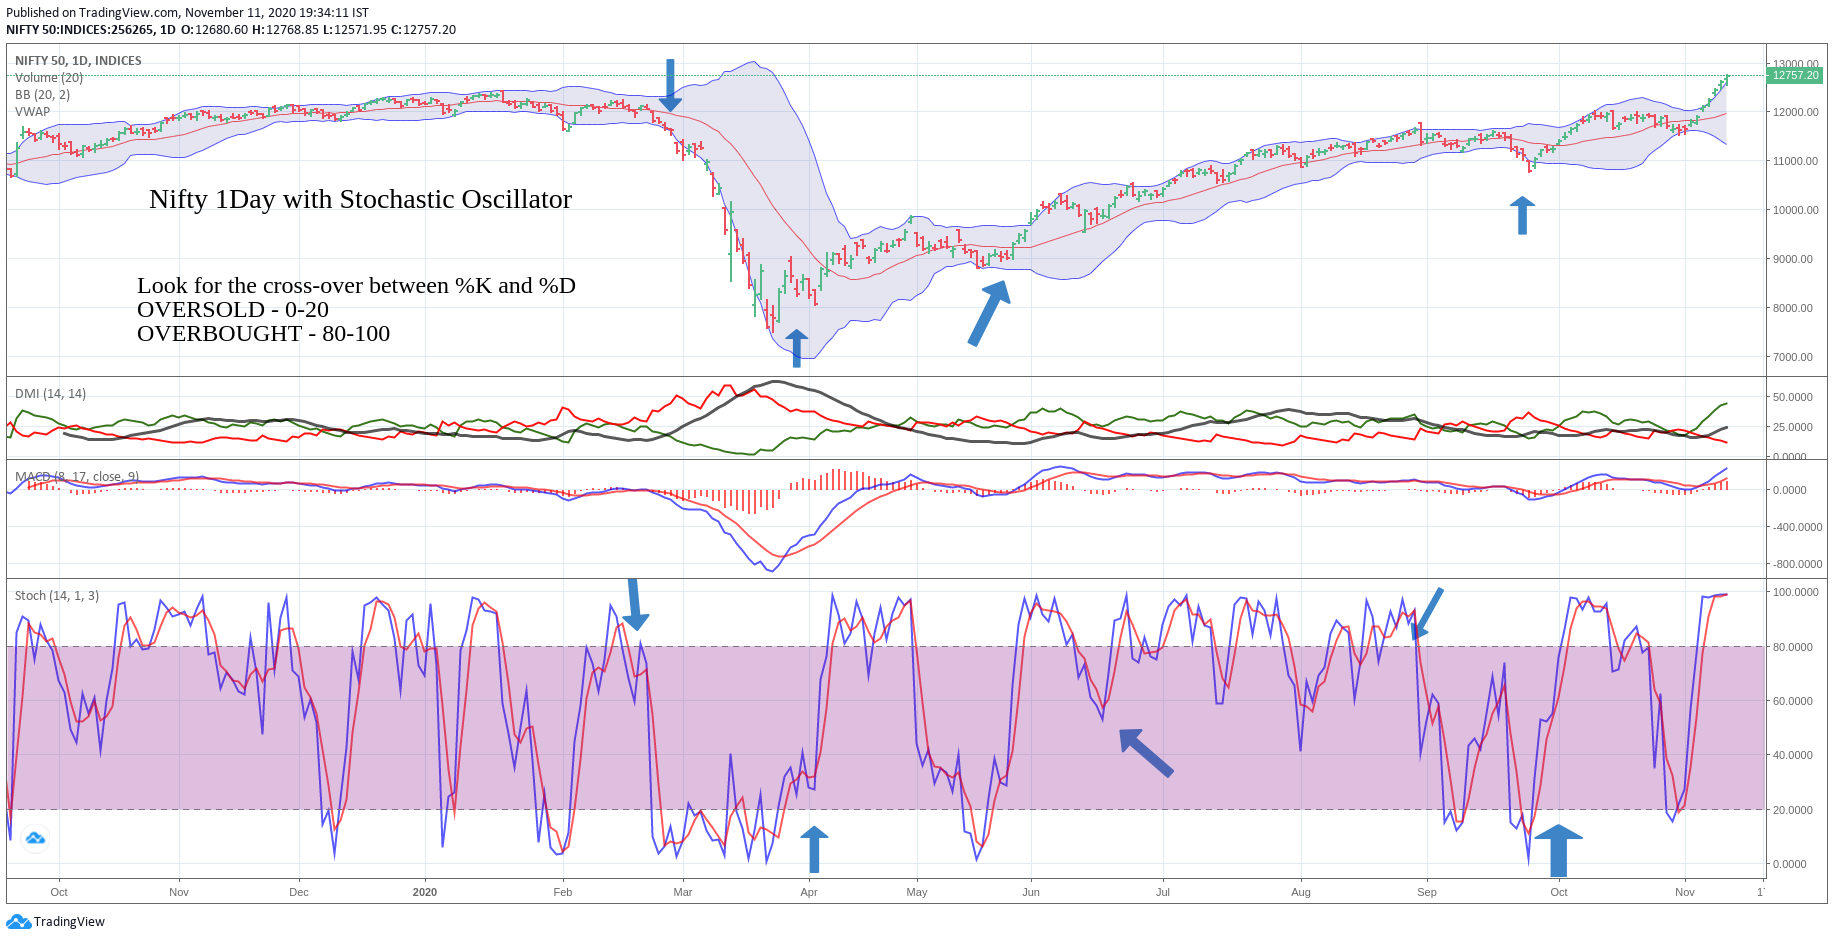 Published on TradingView.com, November 11, 2020 19:34:11 IST
NIFTY 50:INDICES:256265, 1D O:12680.60 H:12768.85 L:12571.95 C:12757.20
NIFTY 50, 1D, INDICES
Volume (20)
BB (20, 2)
VWAP
13000.00
12757.20
12000.00
11000.00
10000.00
9000.00
8000.00
7000.00
Nifty 1Day with Stochastic Oscillator
Look for the cross-over between %K and %D
OVERSOLD - 0-20
OVERBOUGHT - 80-100
DMI (14, 14)
50.0000
25.0000
0.0000
MACD (8, 17, close, 9)
0.0000
-400.0000
-800.0000
Stoch (14, 1, 3)
100.0000
80.0000
60.0000
40.0000
20.0000
0.0000
Oct Nov Dec 2020 Feb Mar Apr May Jun Jul Aug Sep Oct Nov
TradingView